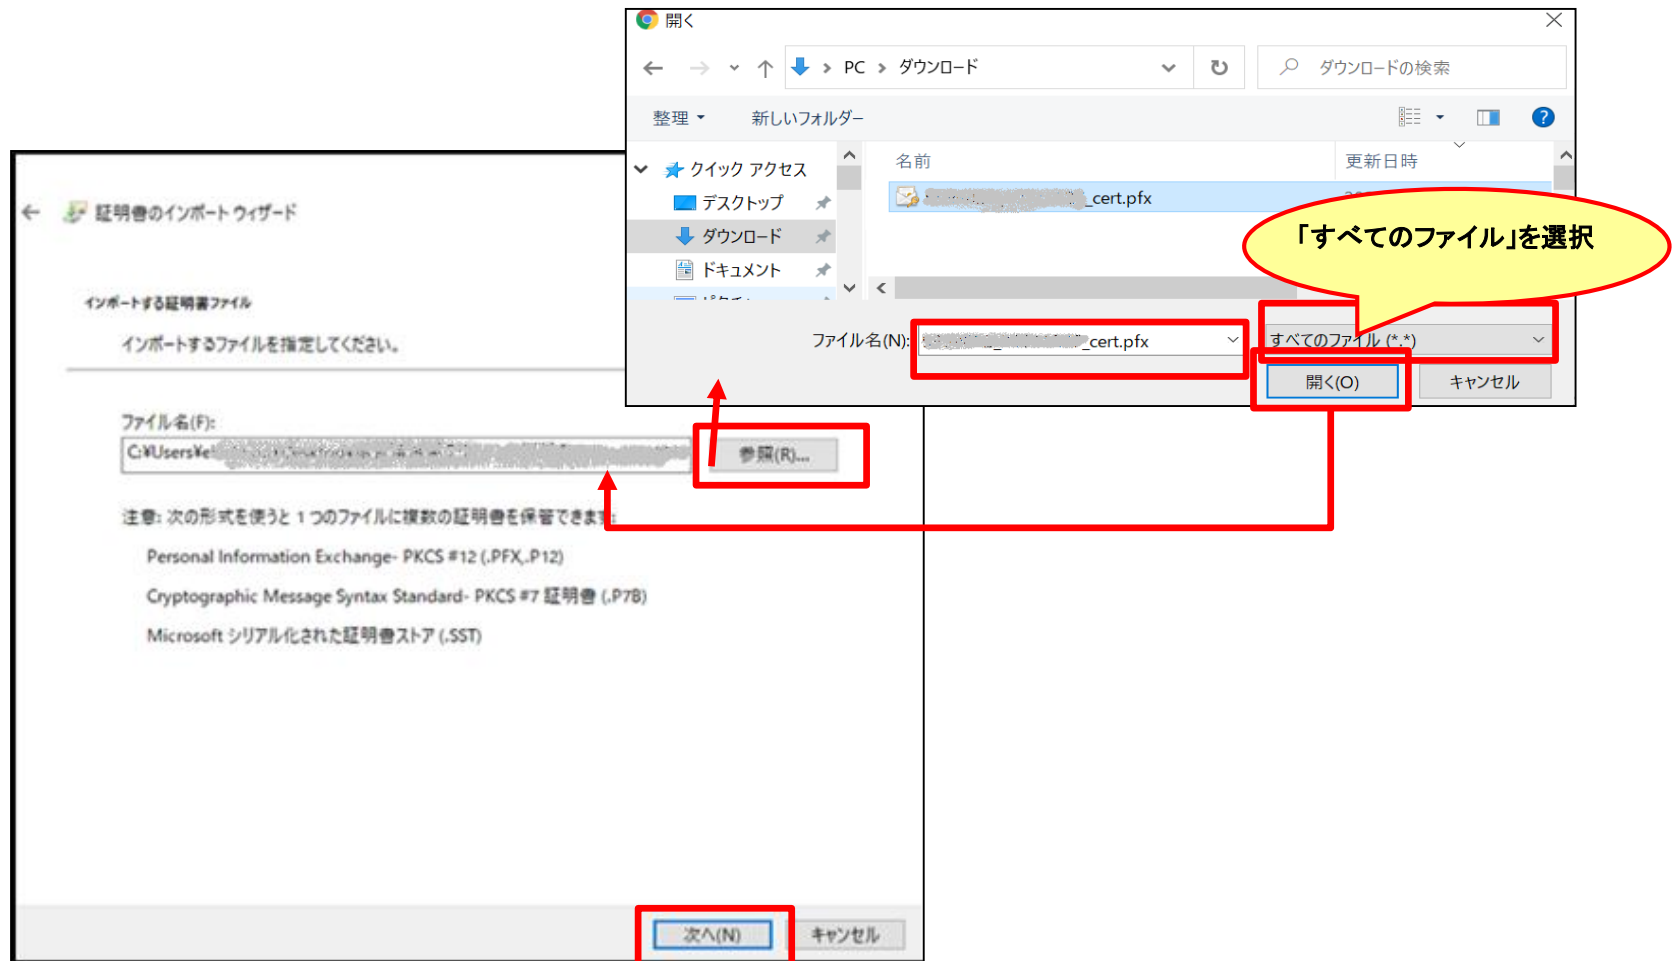 開く
PC > ダウンロード
ダウンロードの検索
整理
新しいフォルダー
クイック アクセス
デスクトップ
ダウンロード
ドキュメント
名前
更新日時
_cert.pfx
「すべてのファイル」を選択
ファイル名(N):
_cert.pfx
すべてのファイル (*.*)
開く(O)
キャンセル
証明書のインポート ウィザード
インポートする証明書ファイル
インポートするファイルを指定してください。
ファイル名(F):
C:¥Users¥e
参照(R)...
注意: 次の形式を使うと 1 つのファイルに複数の証明書を保管できます:
Personal Information Exchange- PKCS #12 (.PFX,.P12)
Cryptographic Message Syntax Standard- PKCS #7 証明書 (.P7B)
Microsoft シリアル化された証明書ストア (.SST)
次へ(N)
キャンセル